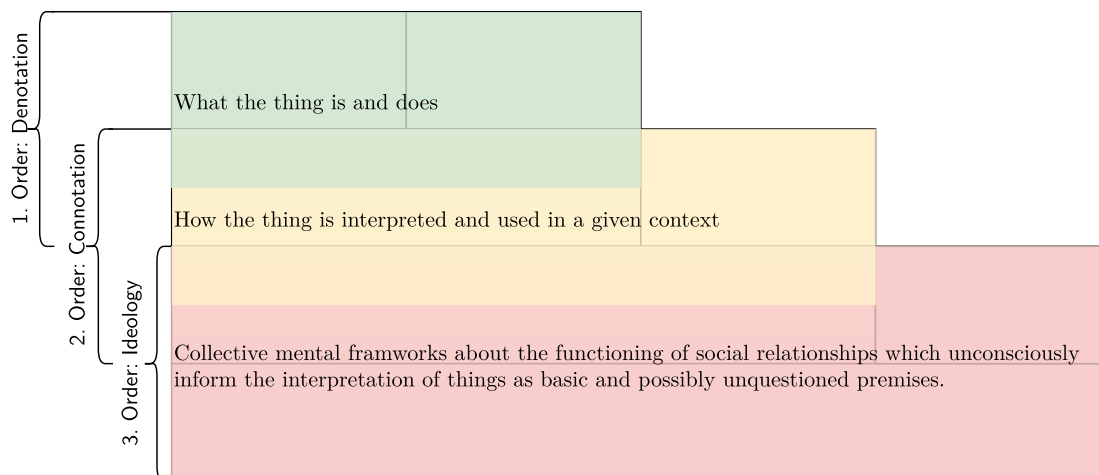 1. Order: Denotation
What the thing is and does
2. Order: Connotation
How the thing is interpreted and used in a given context
3. Order: Ideology
Collective mental framworks about the functioning of social relationships which unconsciously
inform the interpretation of things as basic and possibly unquestioned premises.